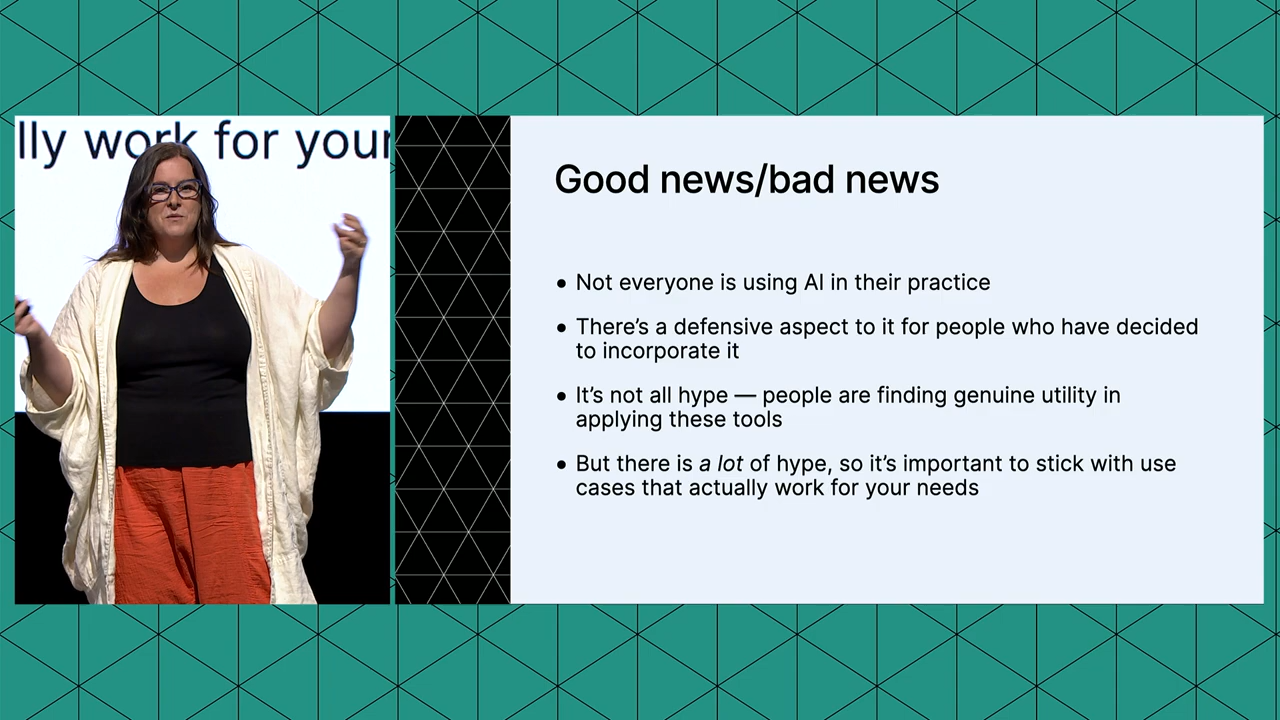 lly work for your
Good news/bad news
• Not everyone is using AI in their practice
• There’s a defensive aspect to it for people who have decided
to incorporate it
• It’s not all hype — people are finding genuine utility in
applying these tools
• But there is a lot of hype, so it’s important to stick with use
cases that actually work for your needs